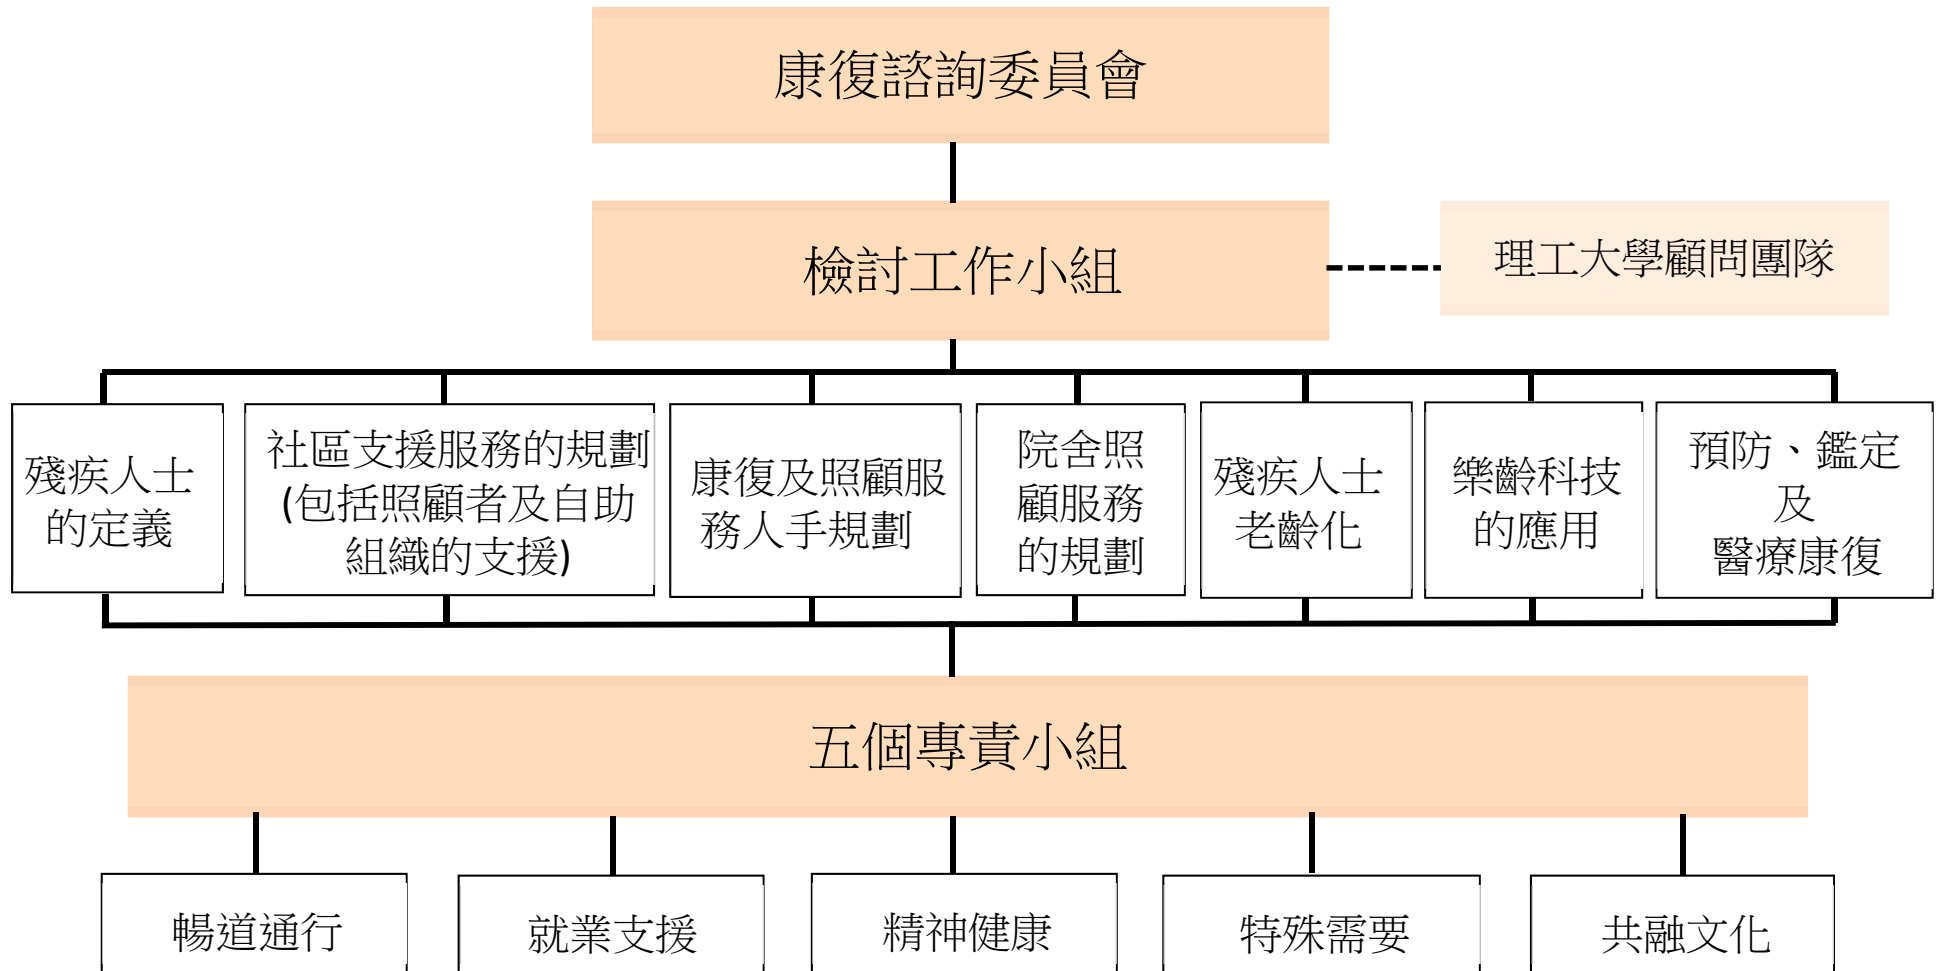 康復諮詢委員會
檢討工作小組
理工大學顧問團隊
殘疾人士
的定義
社區支援服務的規劃
(包括照顧者及自助
組織的支援)
康復及照顧服
務人手規劃
院舍照
顧服務
的規劃
殘疾人士
老齡化
樂齡科技
的應用
預防、鑑定
及
醫療康復
五個專責小組
暢道通行
就業支援
精神健康
特殊需要
共融文化